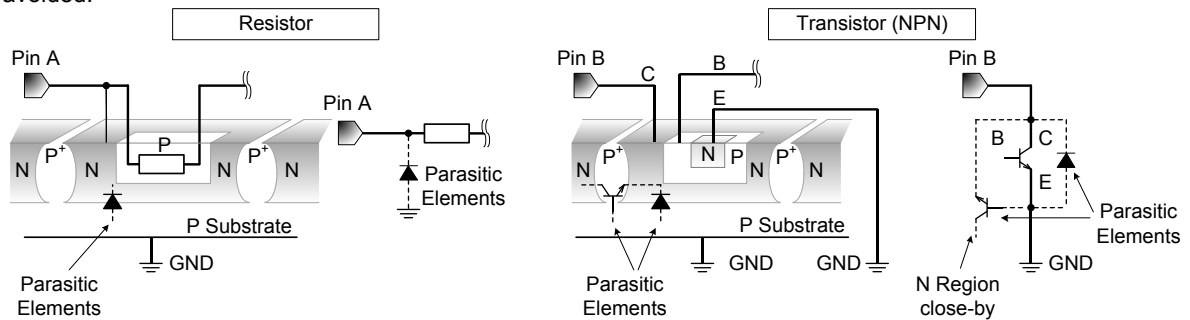 avoided.
Resistor
Transistor (NPN)
Pin A
Pin A
N P+ N P P+ N N
Parasitic
Elements
P Substrate
GND
Parasitic
Elements
Pin B
C
B
E
N P+ N N P P+ N N
P Substrate
GND
GND
Parasitic
Elements
Pin B
B C
E
Parasitic
Elements
GND
N Region
close-by